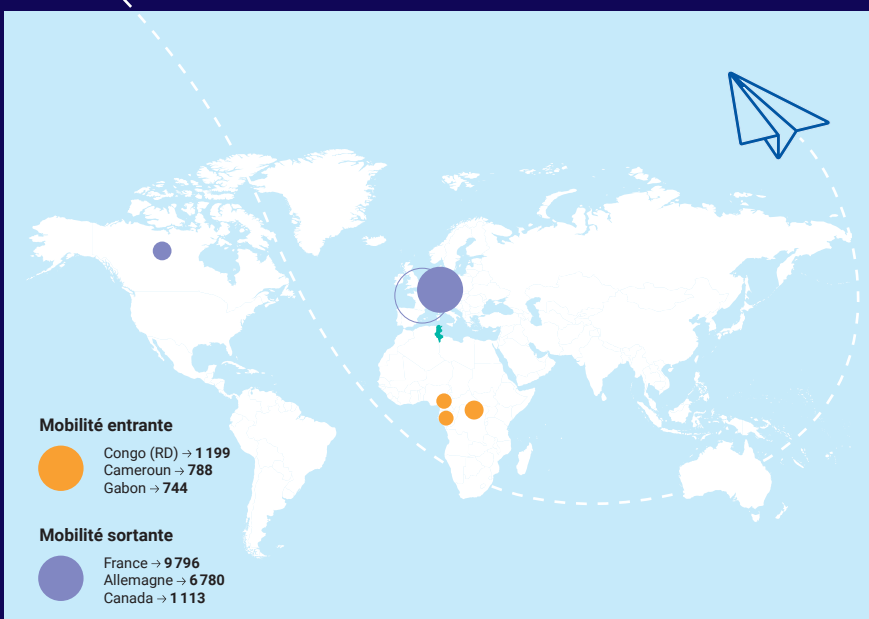 Mobilité entrante
Congo (RD) → 1 199
Cameroun → 788
Gabon → 744
Mobilité sortante
France → 9 796
Allemagne → 6 780
Canada → 1 113